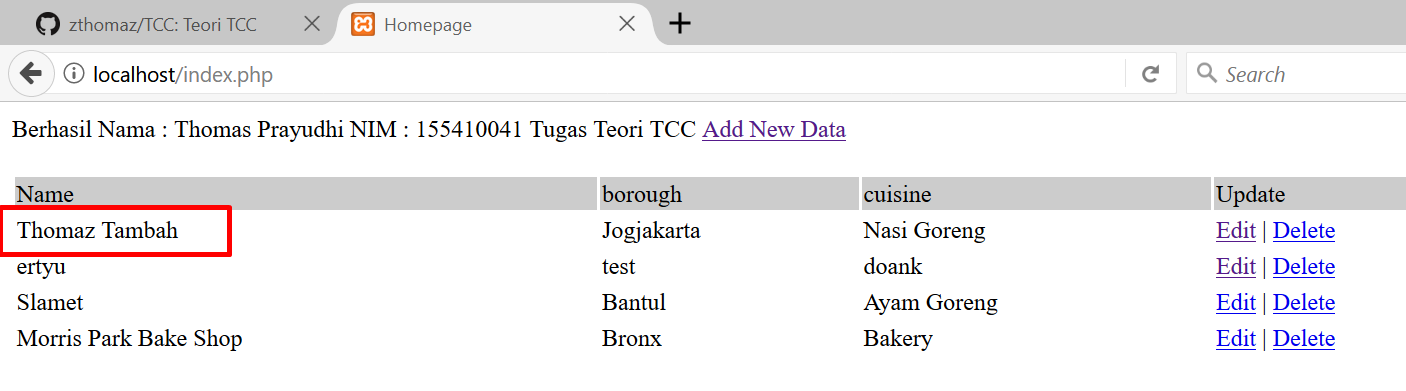 zthomaz/TCC: Teori TCC Homepage
localhost/index.php Search
Berhasil Nama : Thomas Prayudhi NIM : 155410041 Tugas Teori TCC Add New Data
Name borough cuisine Update
Thomaz Tambah Jogjakarta Nasi Goreng Edit | Delete
ertyu test doank Edit | Delete
Slamet Bantul Ayam Goreng Edit | Delete
Morris Park Bake Shop Bronx Bakery Edit | Delete